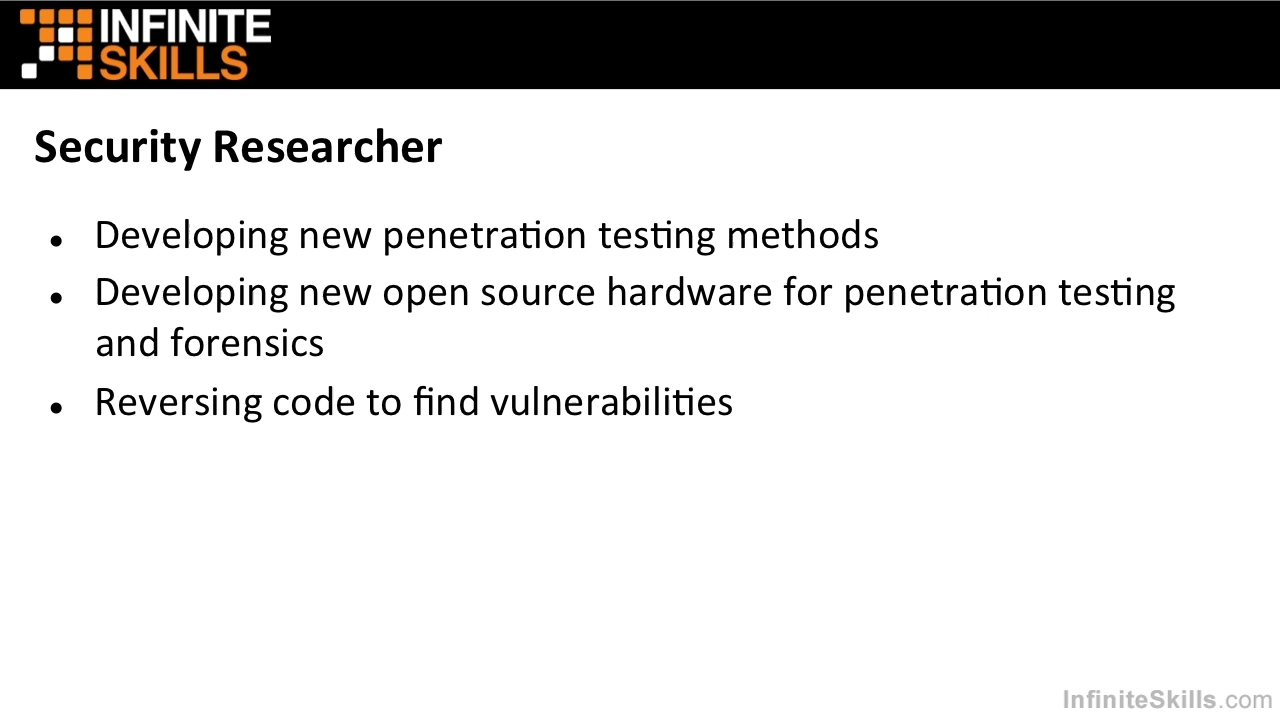 INFINITE
SKILLS
Security Researcher
● Developing new penetration testing methods
● Developing new open source hardware for penetration testing
and forensics
● Reversing code to find vulnerabilities
InfiniteSkills.com